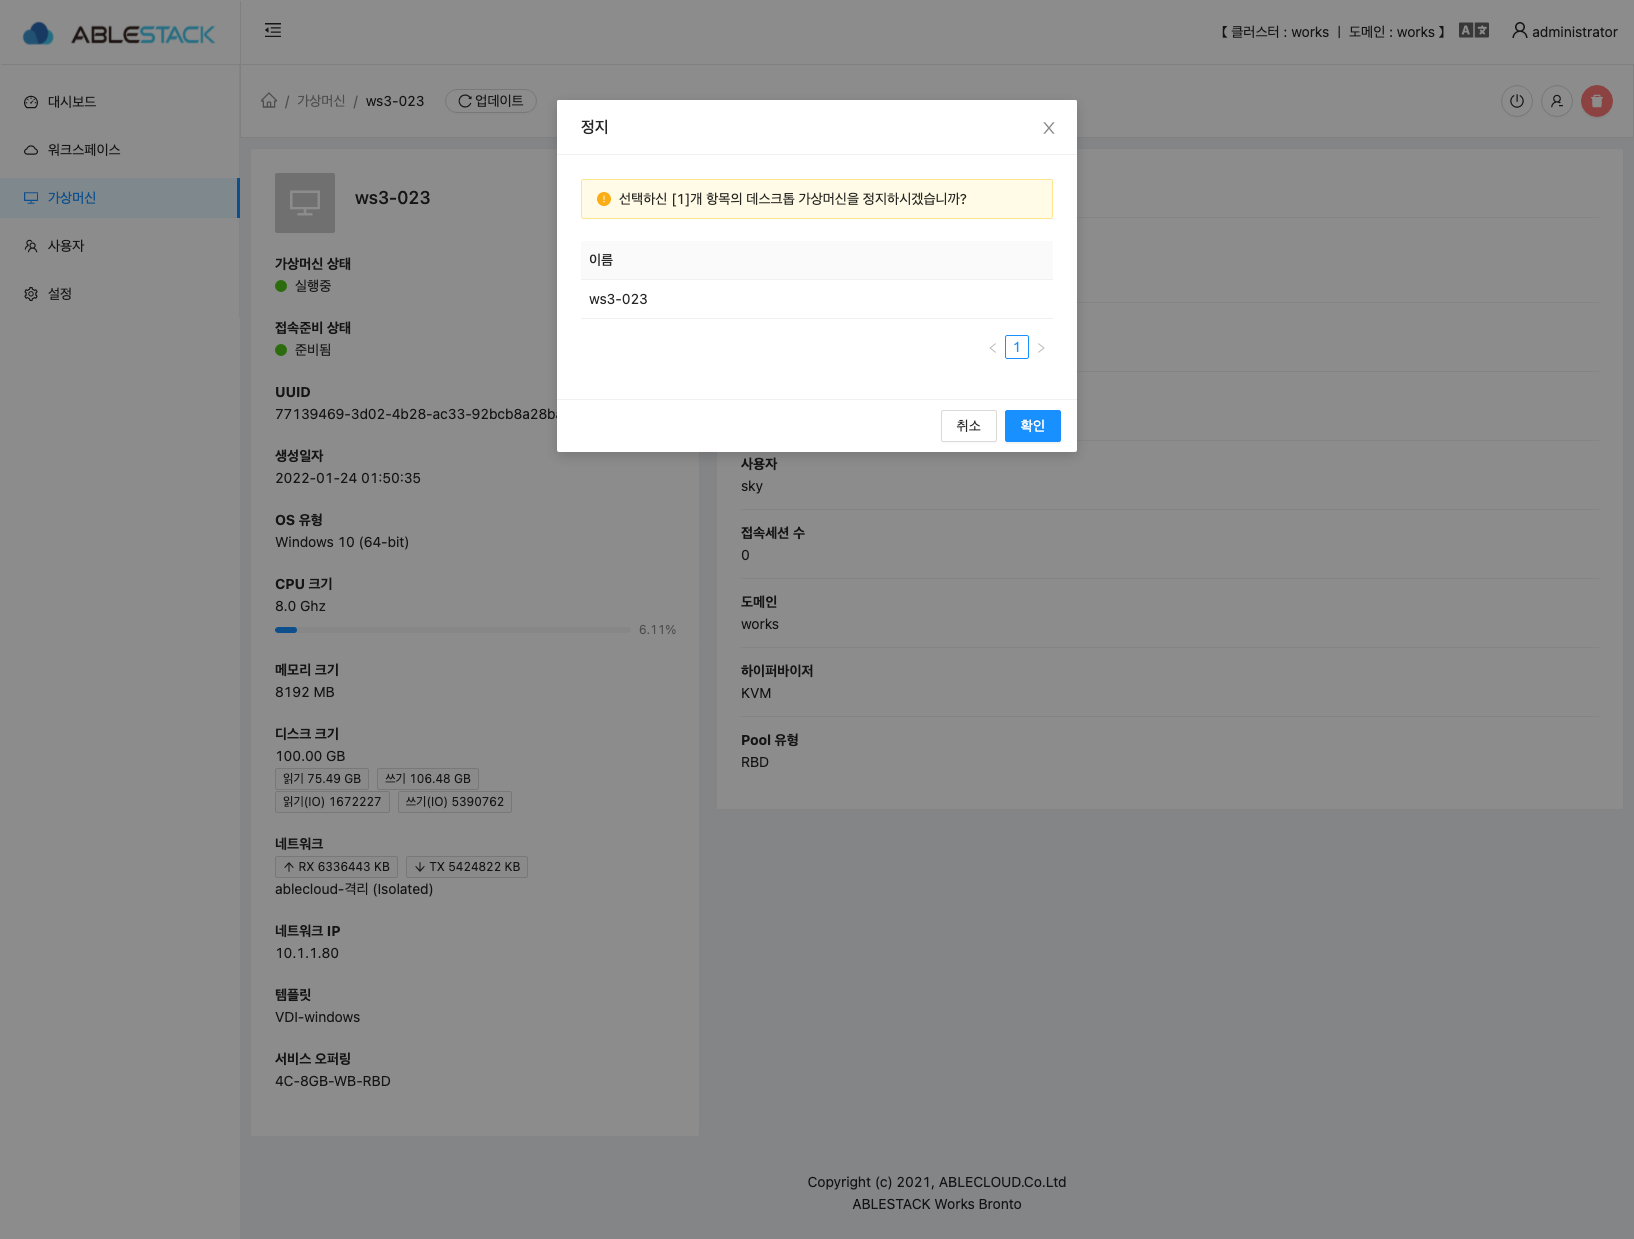 ABLESTACK
【 클러스터 : works | 도메인 : works 】
administrator
대시보드
워크스페이스
가상머신
사용자
설정
/ 가상머신 / ws3-023
업데이트
정지
선택하신 [1]개 항목의 데스크톱 가상머신을 정지하시겠습니까?
이름
ws3-023
1
취소
확인
ws3-023
가상머신 상태
실행중
접속준비 상태
준비됨
UUID
77139469-3d02-4b28-ac33-92bcb8a28b
생성일자
2022-01-24 01:50:35
OS 유형
Windows 10 (64-bit)
CPU 크기
8.0 Ghz
6.11%
메모리 크기
8192 MB
디스크 크기
100.00 GB
읽기 75.49 GB 쓰기 106.48 GB
읽기(IO) 1672227 쓰기(IO) 5390762
네트워크
↑ RX 6336443 KB ↓ TX 5424822 KB
ablecloud-격리 (Isolated)
네트워크 IP
10.1.1.80
템플릿
VDI-windows
서비스 오퍼링
4C-8GB-WB-RBD
사용자
sky
접속세션 수
0
도메인
works
하이퍼바이저
KVM
Pool 유형
RBD
Copyright (c) 2021, ABLECLOUD.Co.Ltd
ABLESTACK Works Bronto